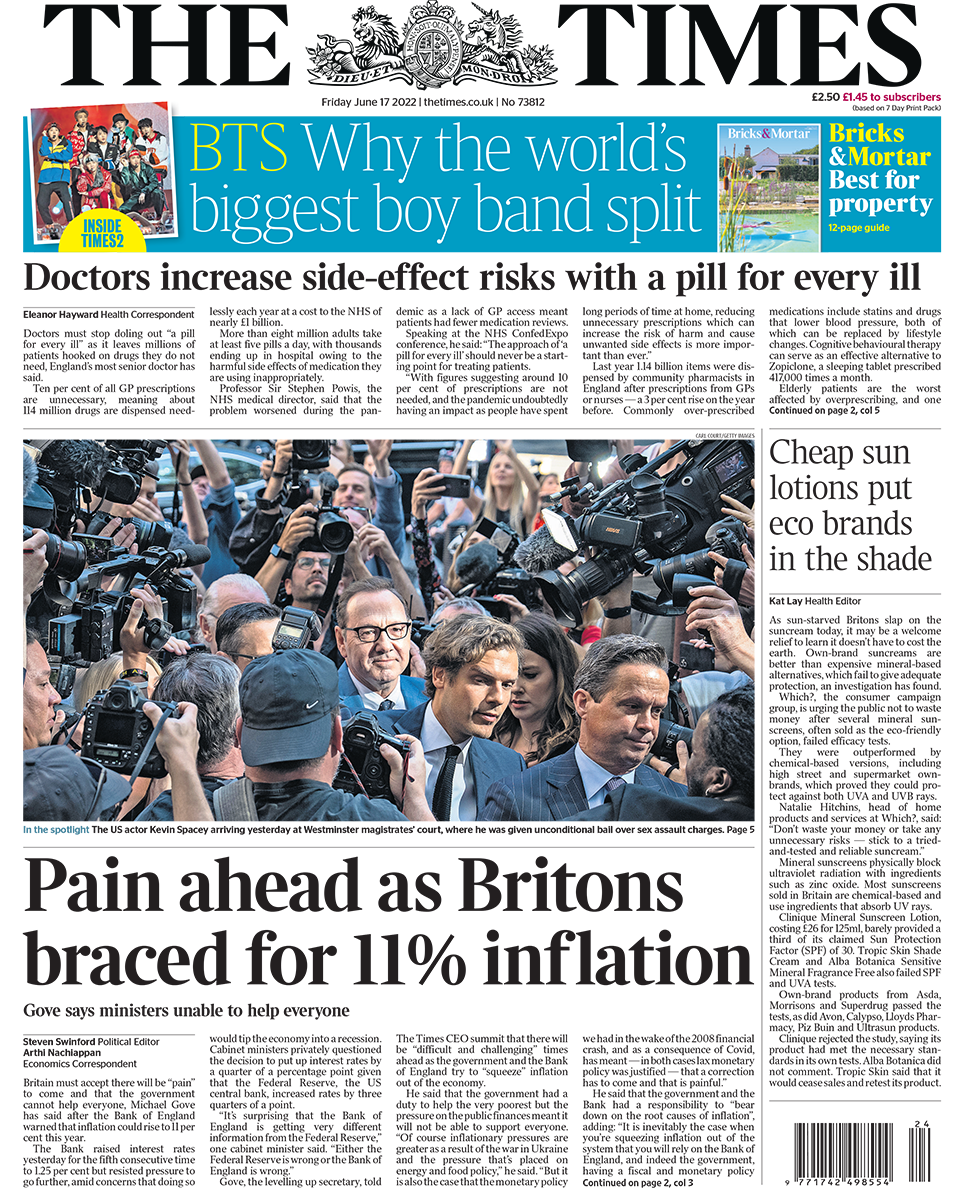 THE TIMES
DIEU ET MON DROIT
Friday June 17 2022 | thetimes.co.uk | No 73812
£2.50 £1.45 to subscribers
(based on 7 Day Print Pack)
INSIDE
TIMES2
BTS Why the world’s
biggest boy band split
Bricks&Mortar
Bricks
&Mortar
Best for
property
12-page guide
Doctors increase side-effect risks with a pill for every ill
Eleanor Hayward Health Correspondent
Doctors must stop doling out “a pill
for every ill” as it leaves millions of
patients hooked on drugs they do not
need, England’s most senior doctor has
said.
Ten per cent of all GP prescriptions
are unnecessary, meaning about
114 million drugs are dispensed need-
lessly each year at a cost to the NHS of
nearly £1 billion.
More than eight million adults take
at least five pills a day, with thousands
ending up in hospital owing to the
harmful side effects of medication they
are using inappropriately.
Professor Sir Stephen Powis, the
NHS medical director, said that the
problem worsened during the pan-
demic as a lack of GP access meant
patients had fewer medication reviews.
Speaking at the NHS ConfedExpo
conference, he said: “The approach of ‘a
pill for every ill’ should never be a start-
ing point for treating patients.
“With figures suggesting around 10
per cent of prescriptions are not
needed, and the pandemic undoubtedly
having an impact as people have spent
long periods of time at home, reducing
unnecessary prescriptions which can
increase the risk of harm and cause
unwanted side effects is more impor-
tant than ever.”
Last year 1.14 billion items were dis-
pensed by community pharmacists in
England after prescriptions from GPs
or nurses — a 3 per cent rise on the year
before. Commonly over-prescribed
medications include statins and drugs
that lower blood pressure, both of
which can be replaced by lifestyle
changes. Cognitive behavioural therapy
can serve as an effective alternative to
Zopiclone, a sleeping tablet prescribed
417,000 times a month.
Elderly patients are the worst
affected by overprescribing, and one
Continued on page 2, col 5
CARL COURT/GETTY IMAGES
In the spotlight The US actor Kevin Spacey arriving yesterday at Westminster magistrates’ court, where he was given unconditional bail over sex assault charges. Page 5
Cheap sun
lotions put
eco brands
in the shade
Kat Lay Health Editor
As sun-starved Britons slap on the
suncream today, it may be a welcome
relief to learn it doesn’t have to cost the
earth. Own-brand suncreams are
better than expensive mineral-based
alternatives, which fail to give adequate
protection, an investigation has found.
Which?, the consumer campaign
group, is urging the public not to waste
money after several mineral sun-
screens, often sold as the eco-friendly
option, failed efficacy tests.
They were outperformed by
chemical-based versions, including
high street and supermarket own-
brands, which proved they could pro-
tect against both UVA and UVB rays.
Natalie Hitchins, head of home
products and services at Which?, said:
“Don’t waste your money or take any
unnecessary risks — stick to a tried-
and-tested and reliable suncream.”
Mineral sunscreens physically block
ultraviolet radiation with ingredients
such as zinc oxide. Most sunscreens
sold in Britain are chemical-based and
use ingredients that absorb UV rays.
Clinique Mineral Sunscreen Lotion,
costing £26 for 125ml, barely provided a
third of its claimed Sun Protection
Factor (SPF) of 30. Tropic Skin Shade
Cream and Alba Botanica Sensitive
Mineral Fragrance Free also failed SPF
and UVA tests.
Own-brand products from Asda,
Morrisons and Superdrug passed the
tests, as did Avon, Calypso, Lloyds Phar-
macy, Piz Buin and Ultrasun products.
Clinique rejected the study, saying its
product had met the necessary stan-
dards in its own tests. Alba Botanica did
not comment. Tropic Skin said that it
would cease sales and retest its product.
Pain ahead as Britons
braced for 11% inflation
Gove says ministers unable to help everyone
Steven Swinford Political Editor
Arthi Nachiappan
Economics Correspondent
Britain must accept there will be “pain”
to come and that the government
cannot help everyone, Michael Gove
has said after the Bank of England
warned that inflation could rise to 11 per
cent this year.
The Bank raised interest rates
yesterday for the fifth consecutive time
to 1.25 per cent but resisted pressure to
go further, amid concerns that doing so
would tip the economy into a recession.
Cabinet ministers privately questioned
the decision to put up interest rates by
a quarter of a percentage point given
that the Federal Reserve, the US
central bank, increased rates by three
quarters of a point.
“It’s surprising that the Bank of
England is getting very different
information from the Federal Reserve,”
one cabinet minister said. “Either the
Federal Reserve is wrong or the Bank of
England is wrong.”
Gove, the levelling up secretary, told
The Times CEO summit that there will
be “difficult and challenging” times
ahead as the government and the Bank
of England try to “squeeze” inflation
out of the economy.
He said that the government had a
duty to help the very poorest but the
pressure on the public finances meant it
will not be able to support everyone.
“Of course inflationary pressures are
greater as a result of the war in Ukraine
and the pressure that’s placed on
energy and food policy,” he said. “But it
is also the case that the monetary policy
we had in the wake of the 2008 financial
crash, and as a consequence of Covid,
has meant — in both cases lax monetary
policy was justified — that a correction
has to come and that is painful.”
He said that the government and the
Bank had a responsibility to “bear
down on the root causes of inflation”,
adding: “It is inevitably the case when
you’re squeezing inflation out of the
system that you will rely on the Bank of
England, and indeed the government,
having a fiscal and monetary policy
Continued on page 2, col 3
24
9 771742 498554